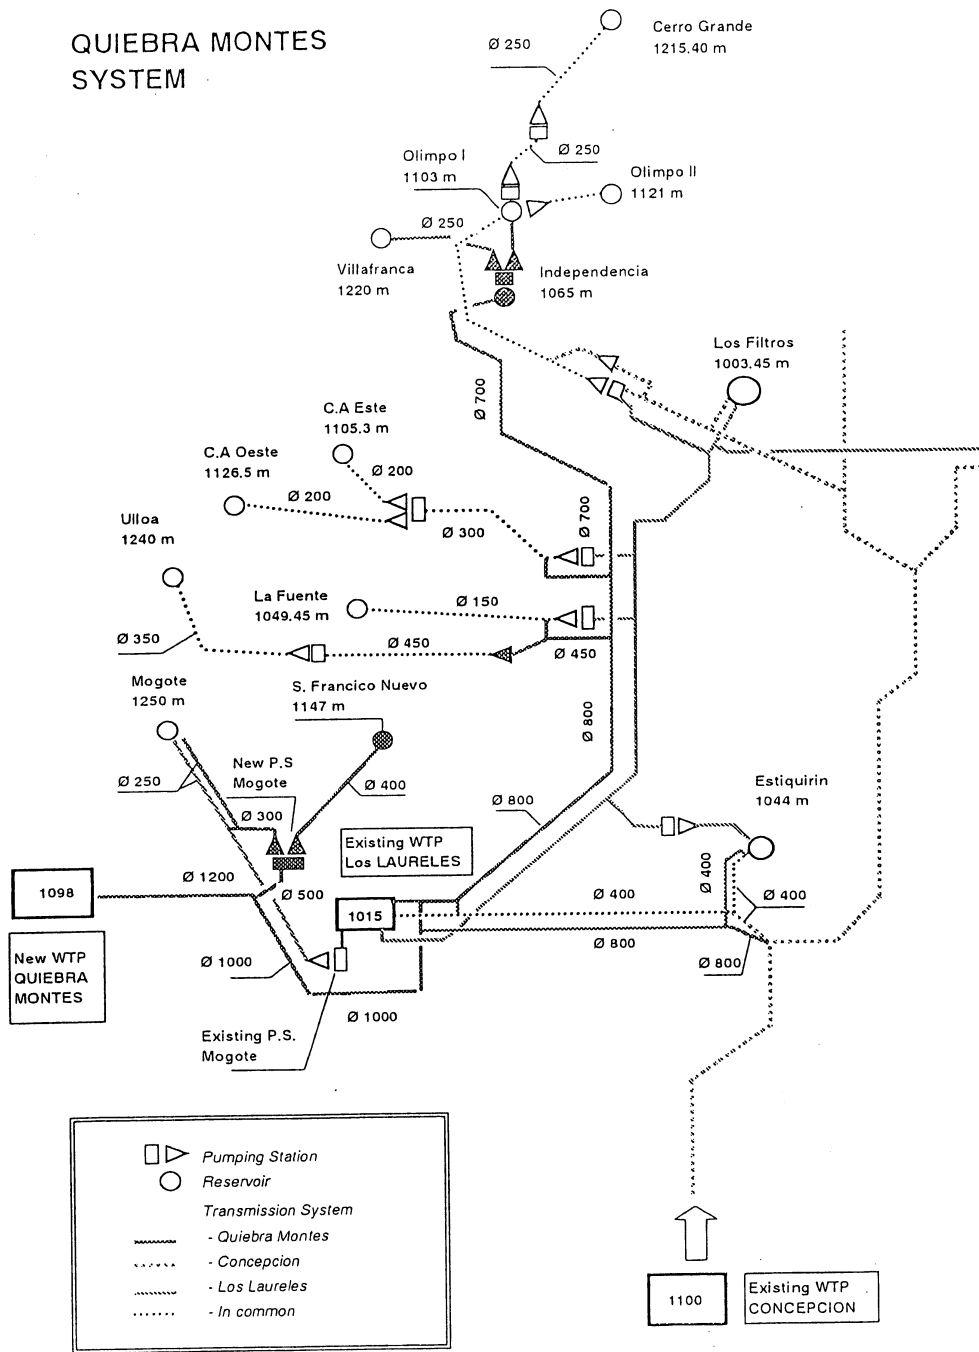 QUIEBRA MONTES
SYSTEM
Cerro Grande
1215,40 m
Ø 250
Ø 250
Olimpo I
1103 m
Olimpo II
1121 m
Ø 250
Villafranca
1220 m
Independencia
1065 m
Los Filtros
1003,45 m
Ø 700
C.A Este
1105,3 m
C.A Oeste
1126,5 m
Ø 200
Ø 200
Ulloa
1240 m
Ø 300
Ø 700
La Fuente
1049,45 m
Ø 150
Ø 350
Ø 450
Ø 450
Mogote
1250 m
S. Francico Nuevo
1147 m
Ø 800
New P.S
Mogote
Ø 250
Ø 400
Estiquirin
1044 m
Ø 300
Ø 800
Existing WTP
Los LAURELES
Ø 400
1098
Ø 1200
Ø 500
1015
Ø 400
Ø 400
New WTP
QUIEBRA
MONTES
Ø 1000
Ø 800
Ø 800
Ø 1000
Existing P.S.
Mogote
Pumping Station
Reservoir
Transmission System
- Quiebra Montes
- Concepcion
- Los Laureles
- In common
1100
Existing WTP
CONCEPCION